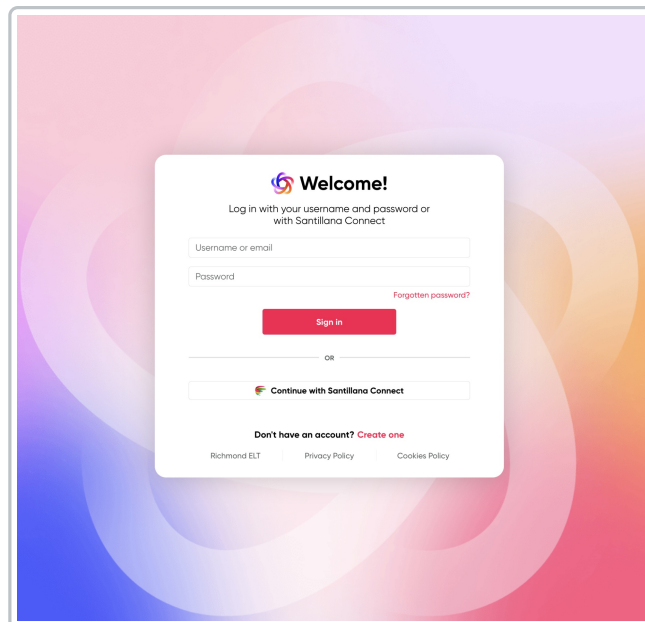 Welcome!
Log in with your username and password or
with Santillana Connect
Username or email
Password
Forgotten password?
Sign in
OR
Continue with Santillana Connect
Don't have an account? Create one
Richmond ELT Privacy Policy Cookies Policy